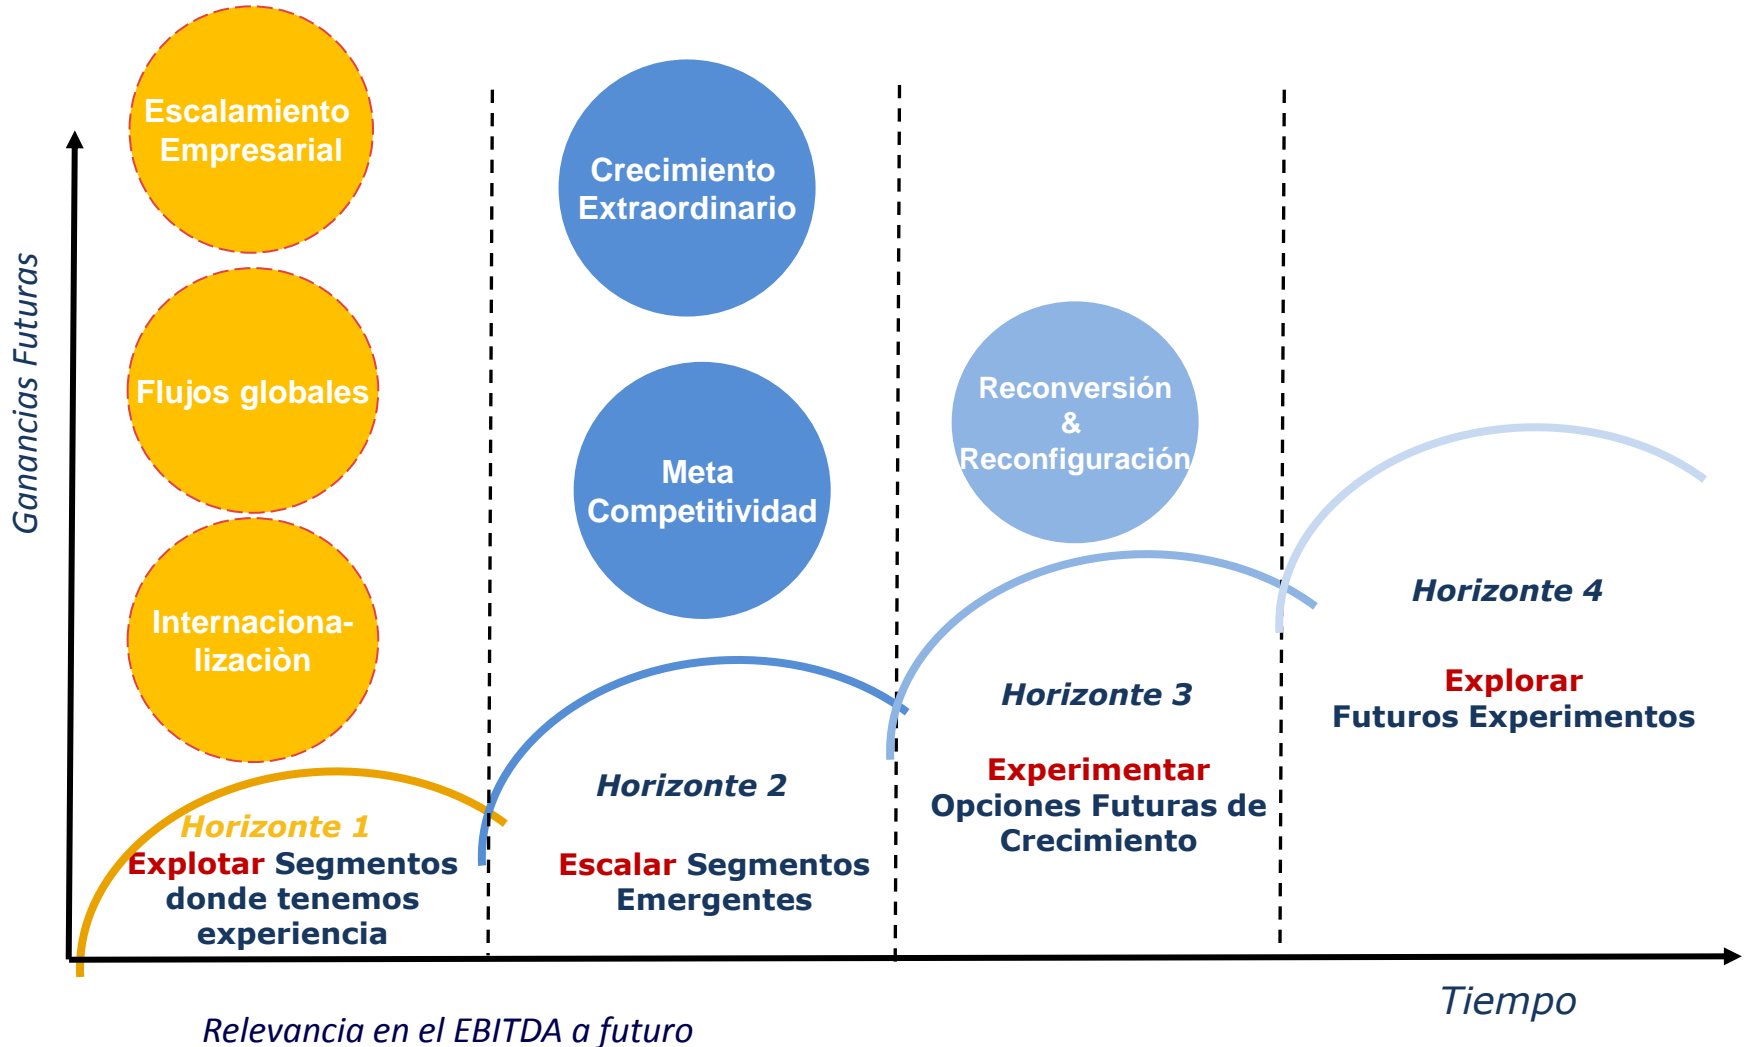 Ganancias Futuras
Escalamiento
Empresarial
Flujos globales
Internaciona-
lizaciòn
Horizonte 1
Explotar Segmentos
donde tenemos
experiencia
Crecimiento
Extraordinario
Meta
Competitividad
Horizonte 2
Escalar Segmentos
Emergentes
Reconversión
&
Reconfiguración
Horizonte 3
Experimentar
Opciones Futuras de
Crecimiento
Horizonte 4
Explorar
Futuros Experimentos
Tiempo
Relevancia en el EBITDA a futuro